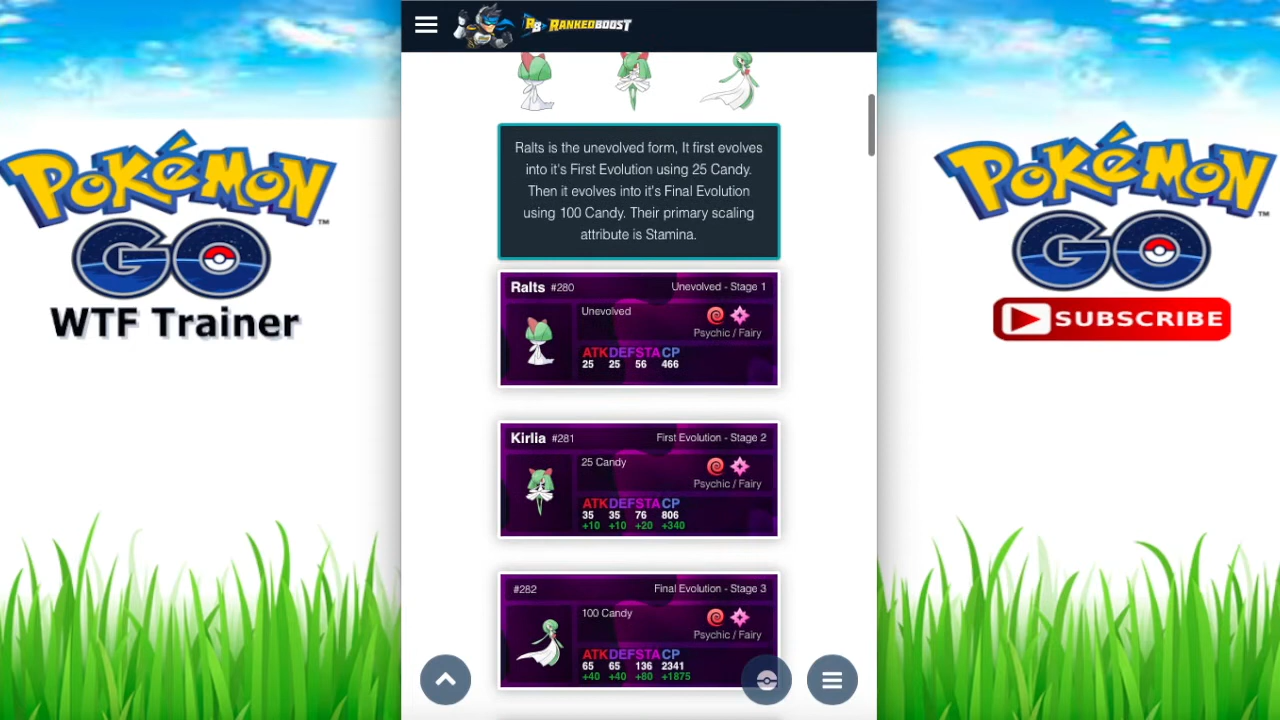 RB RANKEDBOOST
Ralts is the unevolved form, It first evolves
into it's First Evolution using 25 Candy.
Then it evolves into it's Final Evolution
using 100 Candy. Their primary scaling
attribute is Stamina.
Ralts #280 Unevolved - Stage 1
Unevolved
Psychic / Fairy
ATK DEF STA CP
25 25 56 466
Kirlia #281 First Evolution - Stage 2
25 Candy
Psychic / Fairy
ATK DEF STA CP
35 35 76 806
+10 +10 +20 +340
#282 Final Evolution - Stage 3
100 Candy
Psychic / Fairy
ATK DEF STA CP
65 65 136 2341
+40 +40 +80 +1875
POKÉMON TM
GO
WTF Trainer
POKÉMON TM
GO
SUBSCRIBE